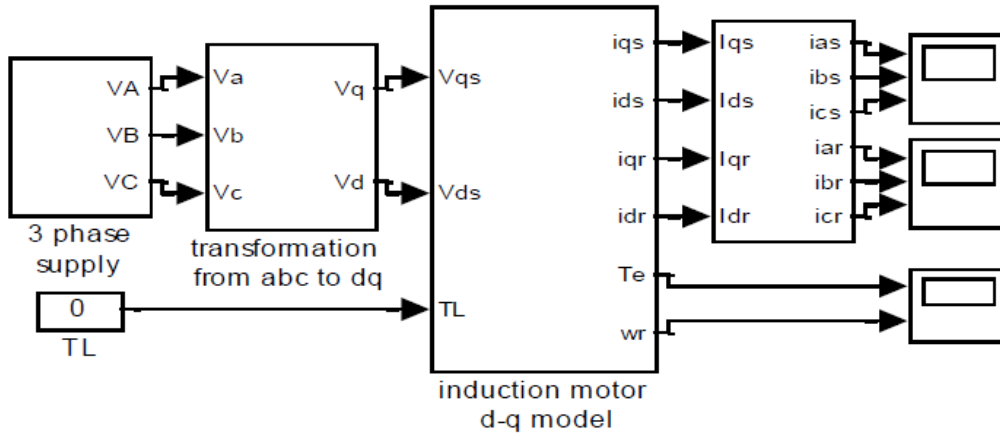 VA
VB
VC
3 phase
supply
0
TL
Va
Vb
Vc
Vq
Vd
transformation
from abc to dq
Vqs
Vds
TL
iqs
ids
iqr
idr
Te
wr
induction motor
d-q model
Iqs
Ids
Iqr
Idr
ias
ibs
ics
iar
ibr
icr